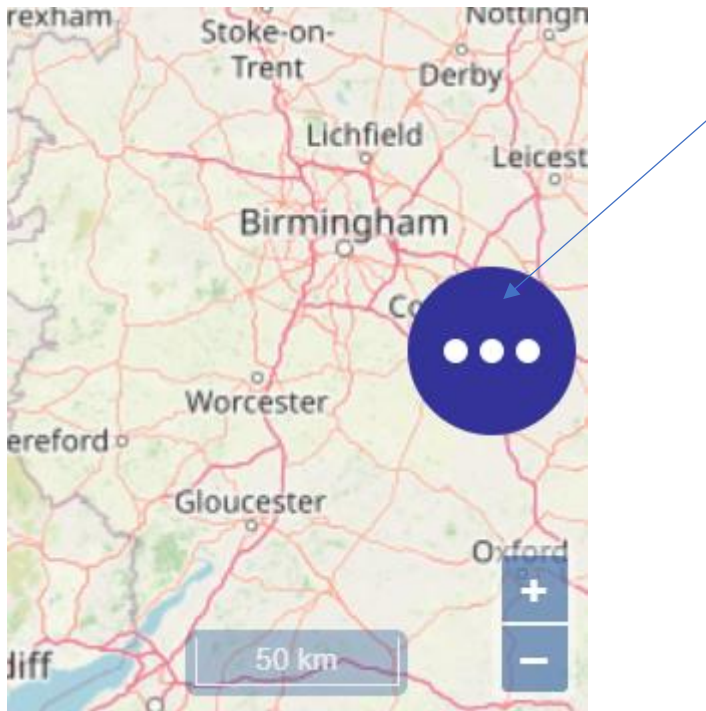 rexham
Nottingh
Stoke-on-
Trent
Derby
Lichfield
Leicest
Birmingham
Co
Worcester
ereford
Gloucester
Oxford
+
diff
50 km
−